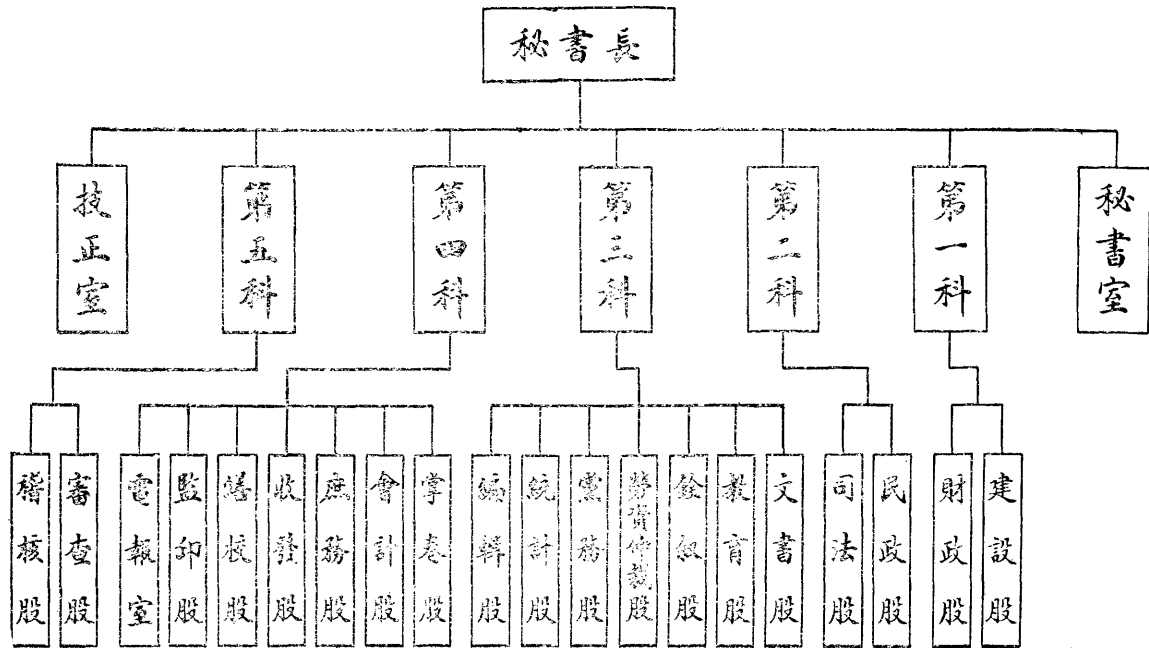 秘書長
秘書室
第一科
第二科
第三科
第四科
第五科
技正室
建設股
財政股
民政股
司法股
文書股
教育股
銓敘股
勞資仲裁股
黨務股
統計股
編輯股
掌卷股
會計股
庶務股
收發股
繕校股
監印股
電報室
審查股
稽核股